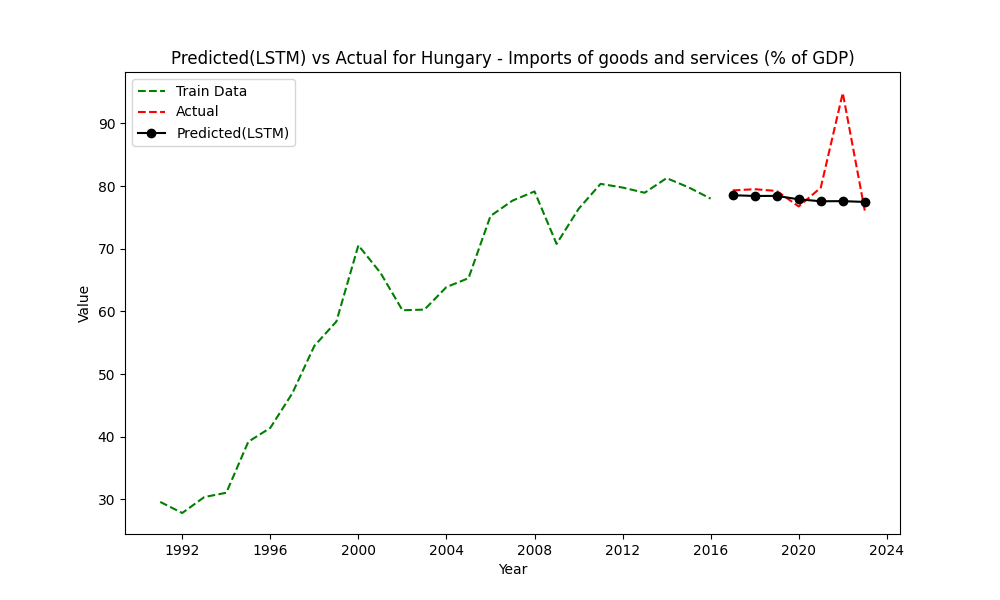 Predicted(LSTM) vs Actual for Hungary - Imports of goods and services (% of GDP)
Train Data
Actual
Predicted(LSTM)
90
80
70
60
50
40
30
Value
1992 1996 2000 2004 2008 2012 2016 2020 2024
Year